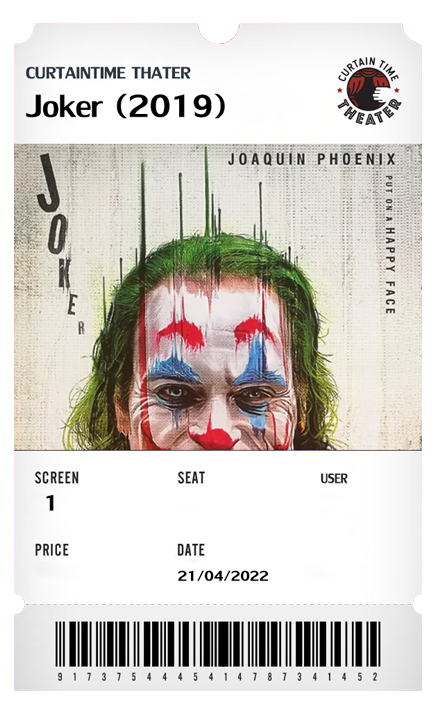 CURTAINTIME THATER
Joker (2019)
CURTAIN TIME
THEATER
JOAQUIN PHOENIX
JOKER
PUT ON A HAPPY FACE
SCREEN
SEAT
USER
1
PRICE
DATE
21/04/2022
9 1 7 3 7 5 4 4 4 5 4 1 4 7 8 7 3 4 1 4 5 2